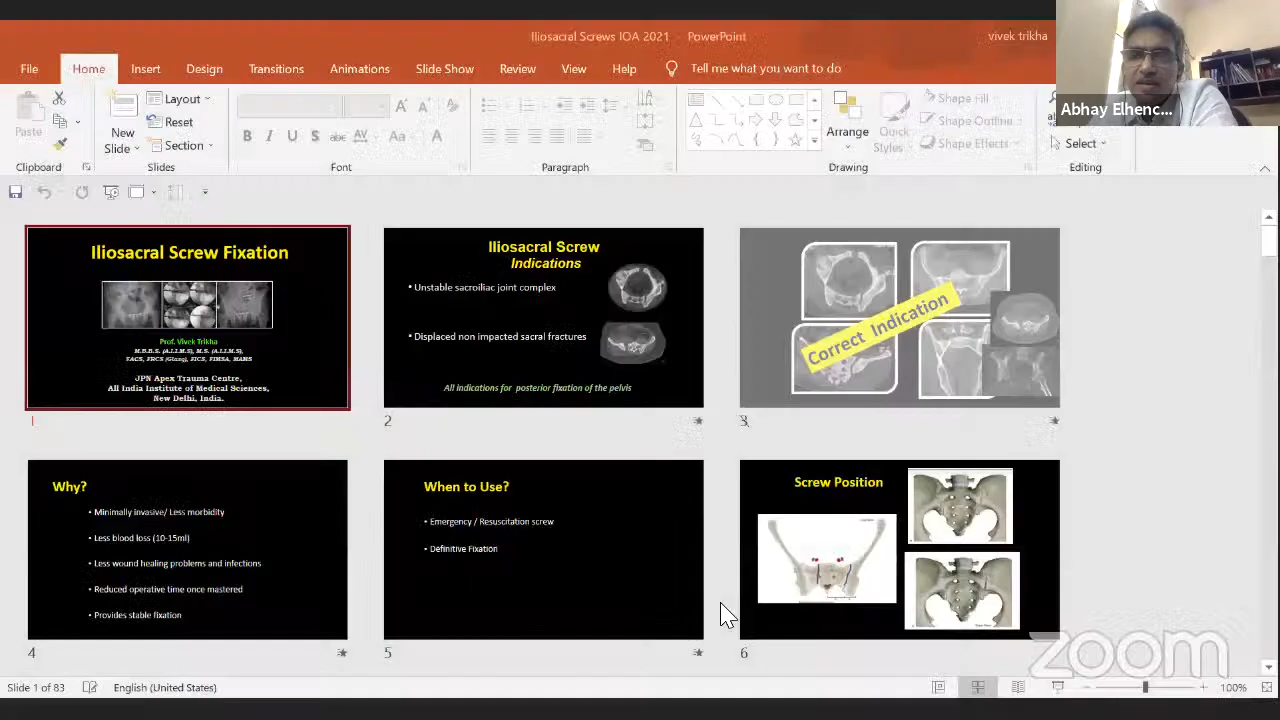 Iliosacral Screws IOA 2021 - PowerPoint
vivek trikha
File Home Insert Design Transitions Animations Slide Show Review View Help Tell me what you want to do
Abhay Elhenc...
Paste
New
Slide
Layout
Reset
Section
B I U S abc AV Aa A
Arrange
Quick
Styles
Shape Fill
Shape Outline
Shape Effects
Select
Clipboard Slides Font Paragraph Drawing Editing
Iliosacral Screw Fixation
Prof. Vivek Trikha
M.B.B.S. (A.I.I.M.S), M.S. (A.I.I.M.S),
JPN Apex Trauma Centre,
All India Institute of Medical Sciences,
New Delhi, India.
1
Iliosacral Screw
Indications
▪ Unstable sacroiliac joint complex
▪ Displaced non impacted sacral fractures
All indications for posterior fixation of the pelvis
2
Correct Indication
3
Why?
• Minimally invasive/ Less morbidity
• Less blood loss (10-15ml)
• Less wound healing problems and infections
• Reduced operative time once mastered
• Provides stable fixation
4
When to Use?
• Emergency / Resuscitation screw
• Definitive Fixation
5
Screw Position
6
zoom
Slide 1 of 83 English (United States) 100%